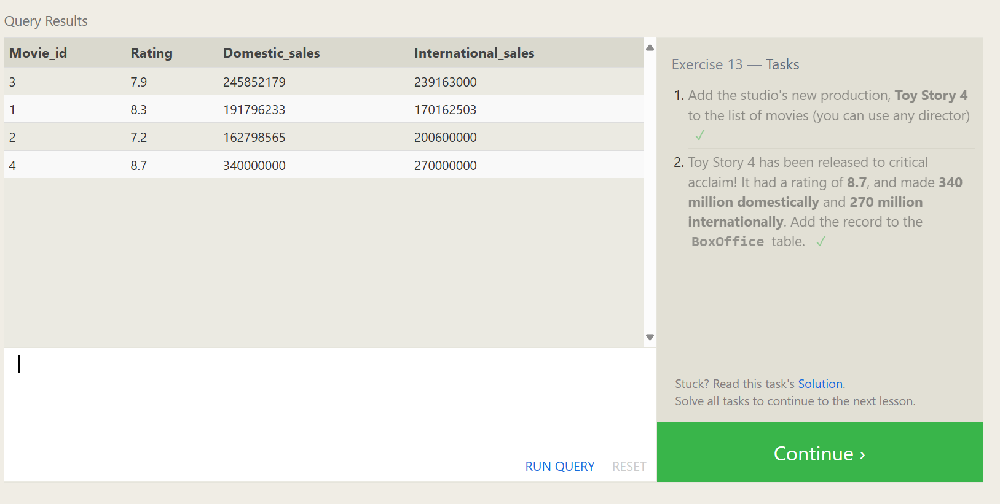 Query Results
Movie_id Rating Domestic_sales International_sales
3 7.9 245852179 239163000
1 8.3 191796233 170162503
2 7.2 162798565 200600000
4 8.7 340000000 270000000
RUN QUERY RESET
Exercise 13 — Tasks
1. Add the studio's new production, Toy Story 4
to the list of movies (you can use any director)
✓
2. Toy Story 4 has been released to critical
acclaim! It had a rating of 8.7, and made 340
million domestically and 270 million
internationally. Add the record to the
BoxOffice table. ✓
Stuck? Read this task's Solution.
Solve all tasks to continue to the next lesson.
Continue ›